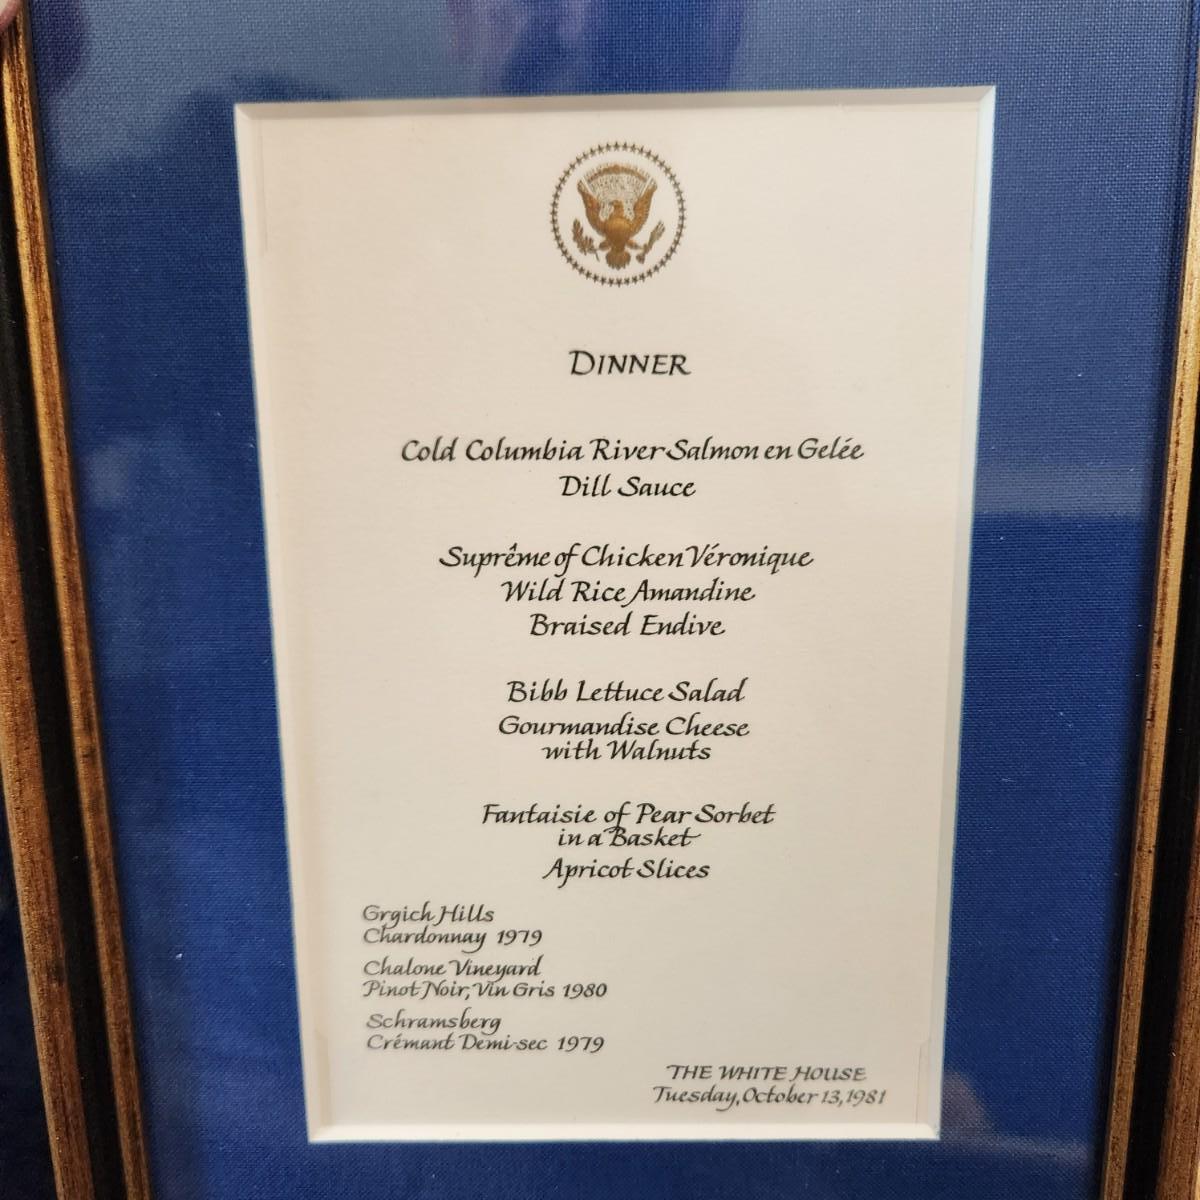 DINNER
Cold Columbia River Salmon en Gelée
Dill Sauce
Suprême of Chicken Véronique
Wild Rice Amandine
Braised Endive
Bibb Lettuce Salad
Gourmandise Cheese
with Walnuts
Fantaisie of Pear Sorbet
in a Basket
Apricot Slices
Grgich Hills
Chardonnay 1979
Chalone Vineyard
Pinot Noir, Vin Gris 1980
Schramsberg
Crémant Demi-sec 1979
THE WHITE HOUSE
Tuesday, October 13, 1981